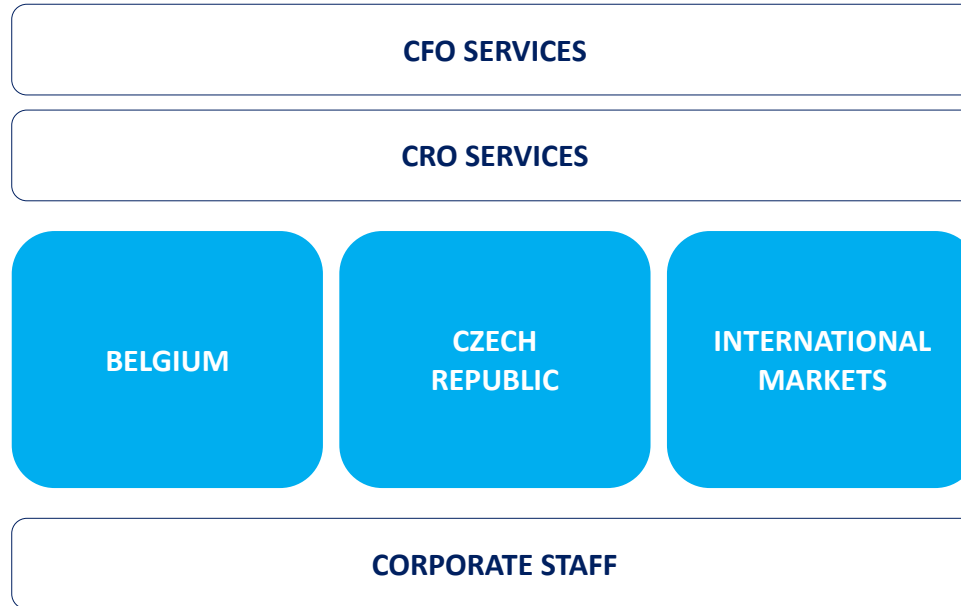 CFO SERVICES
CRO SERVICES
BELGIUM
CZECH
REPUBLIC
INTERNATIONAL
MARKETS
CORPORATE STAFF